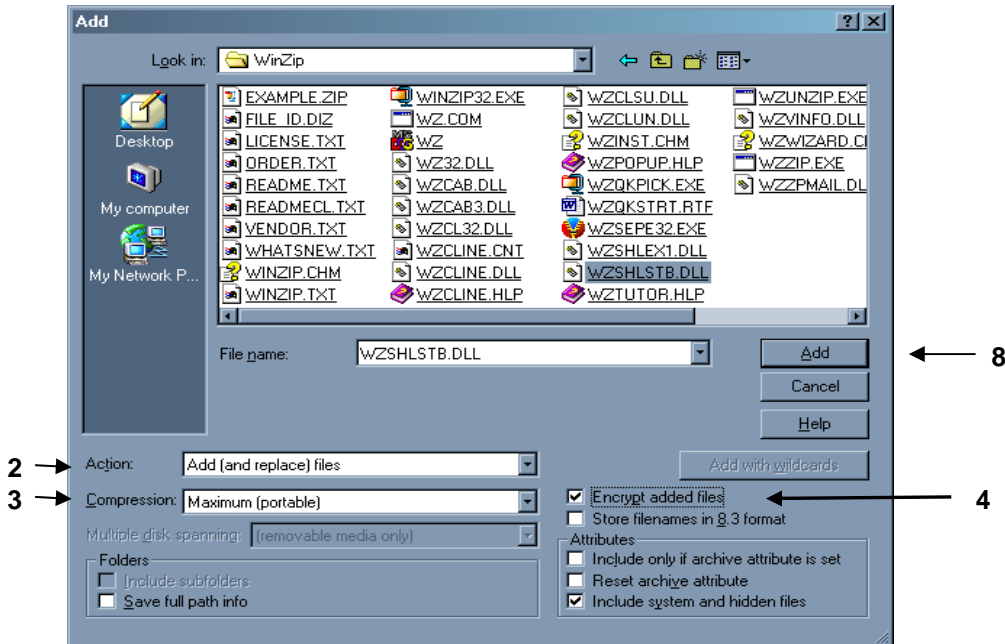 Add
Look in: WinZip
Desktop
My computer
My Network P...
EXAMPLE.ZIP
FILE_ID.DIZ
LICENSE.TXT
ORDER.TXT
README.TXT
READMECL.TXT
VENDOR.TXT
WHATSNEW.TXT
WINZIP.CHM
WINZIP.TXT
WINZIP32.EXE
WZ.COM
WZ
WZ32.DLL
WZCAB.DLL
WZCAB3.DLL
WZCL32.DLL
WZCLINE.CNT
WZCLINE.DLL
WZCLINE.HLP
WZCLSU.DLL
WZCLUN.DLL
WZINST.CHM
WZPOPUP.HLP
WZQKPICK.EXE
WZQKSTRT.RTF
WZSEPE32.EXE
WZSHLEX1.DLL
WZSHLSTB.DLL
WZTUTOR.HLP
WZUNZIP.EXE
WZVINFO.DLL
WZWIZARD.C
WZZIP.EXE
WZZPMAIL.DL
File name: WZSHLSTB.DLL
Add
8
Cancel
Help
2
Action: Add (and replace) files
Add with wildcards
3
Compression: Maximum (portable)
Encrypt added files
4
Store filenames in 8.3 format
Multiple disk spanning: (removable media only)
Attributes
Include only if archive attribute is set
Reset archive attribute
Include system and hidden files
Folders
Include subfolders
Save full path info